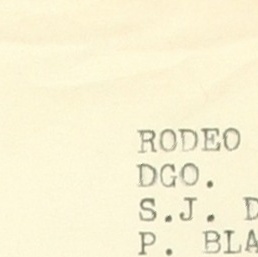 RODEO
DGO.
S.J. D
P. BLA